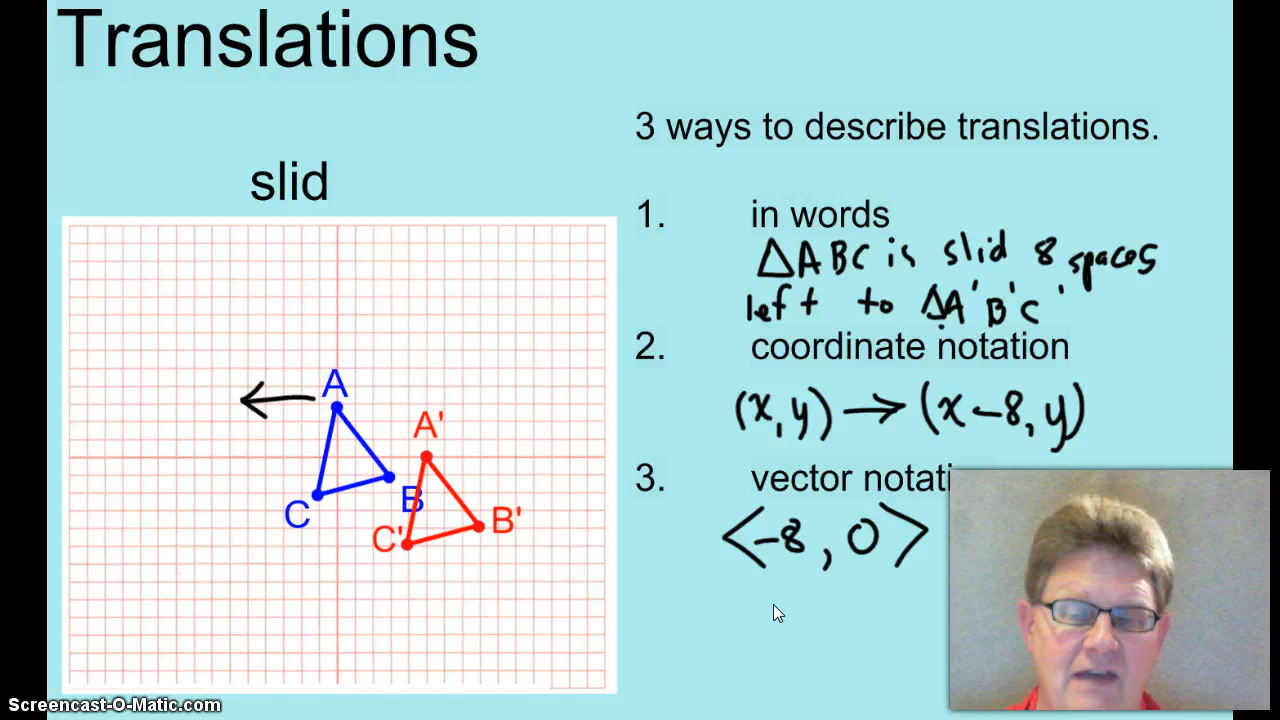 Translations
slid
3 ways to describe translations.
1. in words
△ABC is slid 8 spaces
left to △A'B'C'
2. coordinate notation
(x,y) → (x-8,y)
3. vector notati
<-8, 0>
A
A'
B
C
B'
C'
Screencast-O-Matic.com